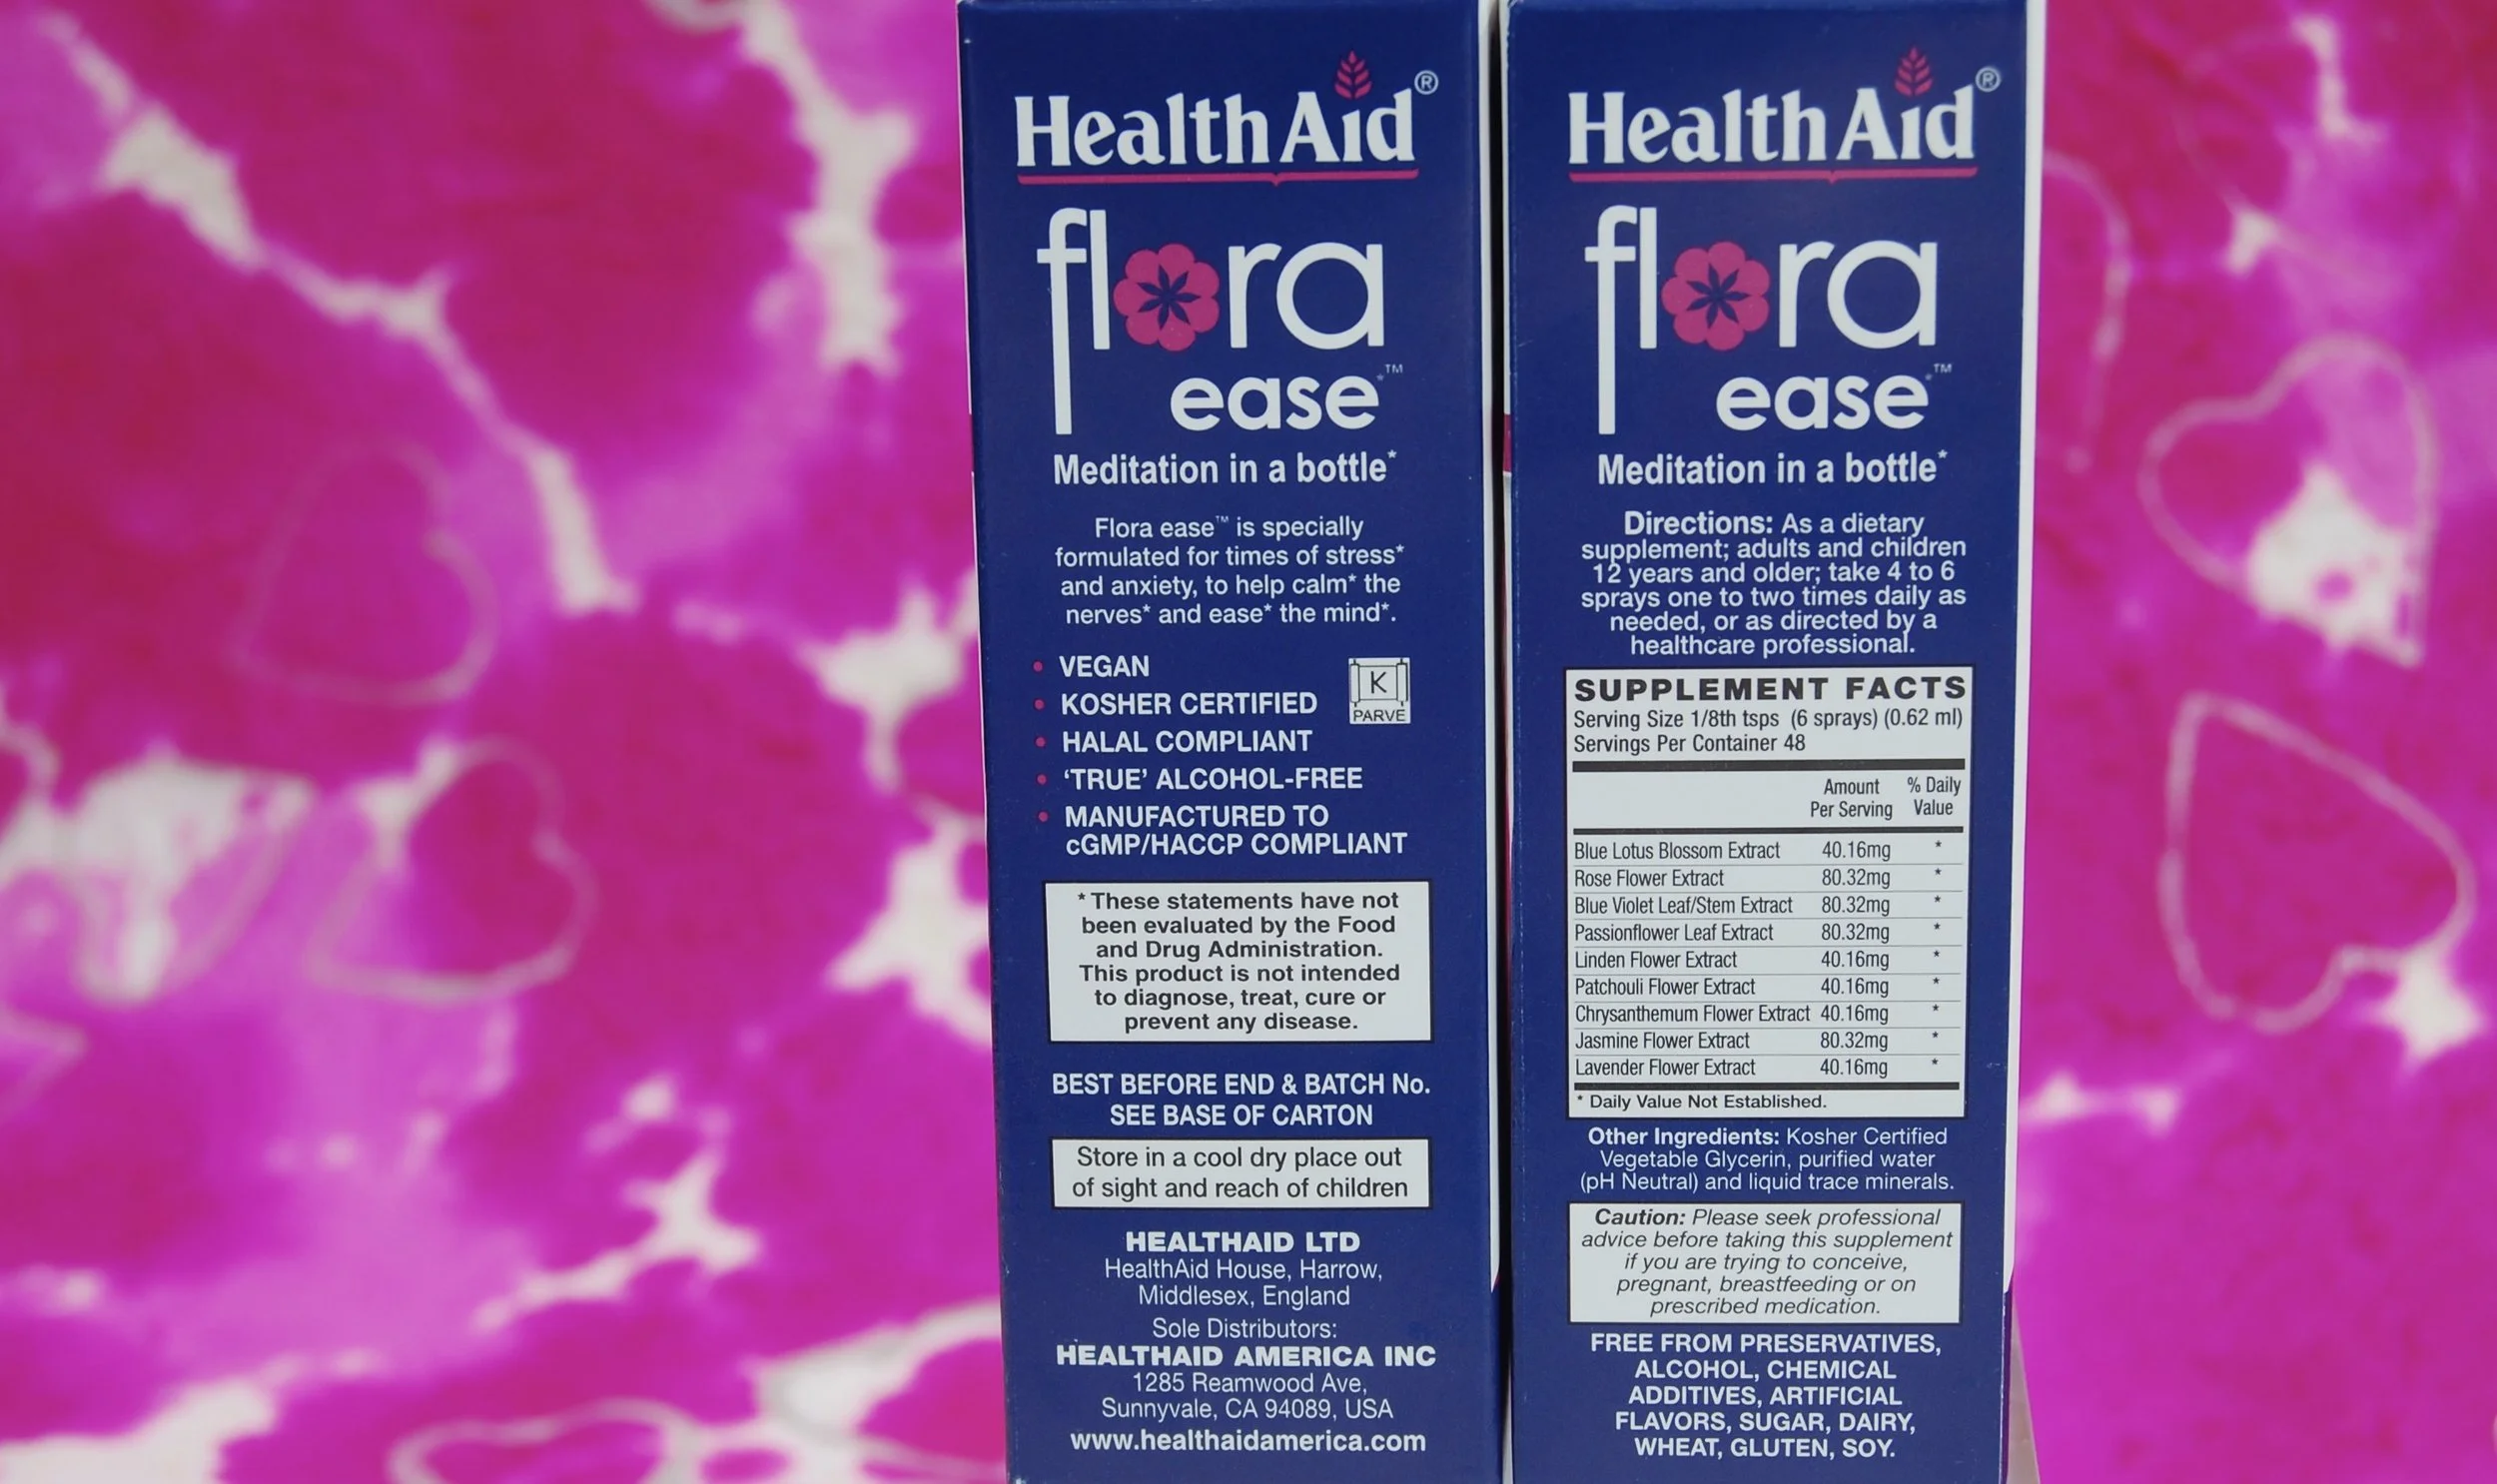 HealthAid®
flora
ease™
Meditation in a bottle*
Flora ease™ is specially
formulated for times of stress*
and anxiety, to help calm* the
nerves* and ease* the mind*.
• VEGAN
• KOSHER CERTIFIED
K
PARVE
• HALAL COMPLIANT
• ‘TRUE’ ALCOHOL-FREE
• MANUFACTURED TO
cGMP/HACCP COMPLIANT
* These statements have not
been evaluated by the Food
and Drug Administration.
This product is not intended
to diagnose, treat, cure or
prevent any disease.
BEST BEFORE END & BATCH No.
SEE BASE OF CARTON
Store in a cool dry place out
of sight and reach of children
HEALTHAID LTD
HealthAid House, Harrow,
Middlesex, England
Sole Distributors:
HEALTHAID AMERICA INC
1285 Reamwood Ave,
Sunnyvale, CA 94089, USA
www.healthaidamerica.com
HealthAid®
flora
ease™
Meditation in a bottle*
Directions: As a dietary
supplement; adults and children
12 years and older; take 4 to 6
sprays one to two times daily as
needed, or as directed by a
healthcare professional.
SUPPLEMENT FACTS
Serving Size 1/8th tsps (6 sprays) (0.62 ml)
Servings Per Container 48
Amount % Daily
Per Serving Value
Blue Lotus Blossom Extract 40.16mg *
Rose Flower Extract 80.32mg *
Blue Violet Leaf/Stem Extract 80.32mg *
Passionflower Leaf Extract 80.32mg *
Linden Flower Extract 40.16mg *
Patchouli Flower Extract 40.16mg *
Chrysanthemum Flower Extract 40.16mg *
Jasmine Flower Extract 80.32mg *
Lavender Flower Extract 40.16mg *
* Daily Value Not Established.
Other Ingredients: Kosher Certified
Vegetable Glycerin, purified water
(pH Neutral) and liquid trace minerals.
Caution: Please seek professional
advice before taking this supplement
if you are trying to conceive,
pregnant, breastfeeding or on
prescribed medication.
FREE FROM PRESERVATIVES,
ALCOHOL, CHEMICAL
ADDITIVES, ARTIFICIAL
FLAVORS, SUGAR, DAIRY,
WHEAT, GLUTEN, SOY.